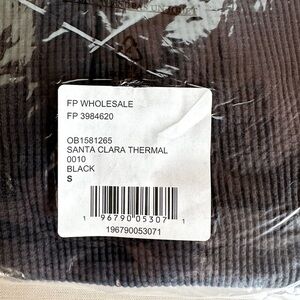 FP WHOLESALE
FP 3984620
OB1581265
SANTA CLARA THERMAL
0010
BLACK
S
1 96790 05307 1
196790053071